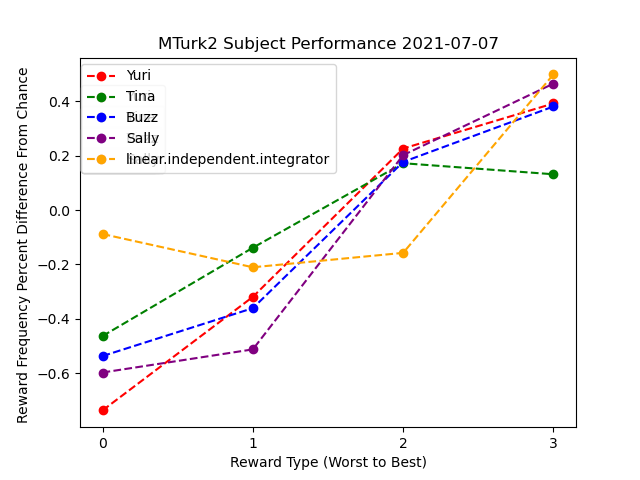 MTurk2 Subject Performance 2021-07-07
Reward Frequency Percent Difference From Chance
0.4
0.2
0.0
−0.2
−0.4
−0.6
Yuri
Tina
Buzz
Sally
linear.independent.integrator
0 1 2 3
Reward Type (Worst to Best)